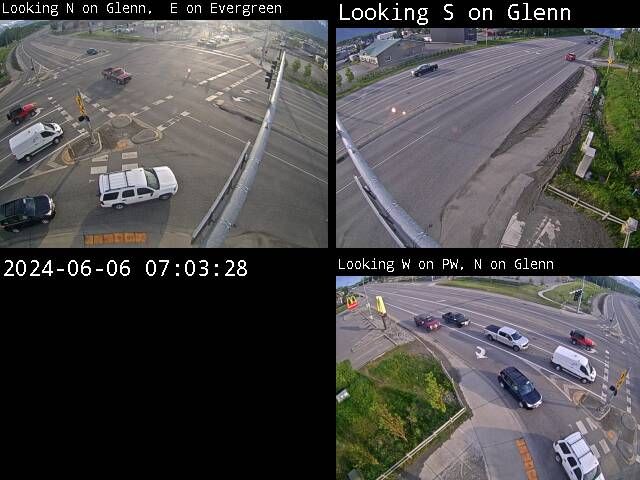 Looking N on Glenn,  E on Evergreen
Looking S on Glenn
2024-06-06 07:03:28
Looking W on PW, N on Glenn